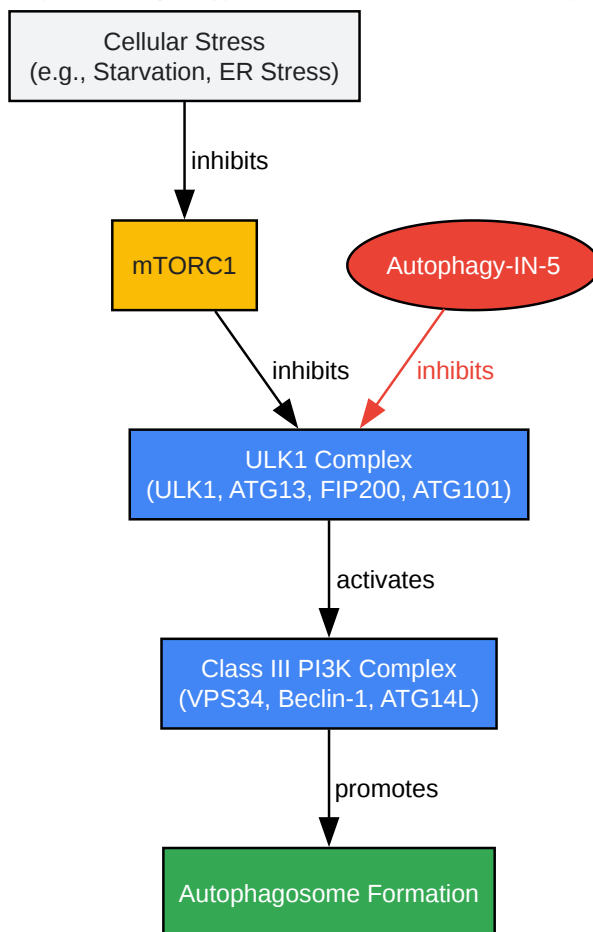 Cellular Stress
(e.g., Starvation, ER Stress)
inhibits
mTORC1
Autophagy-IN-5
inhibits
inhibits
ULK1 Complex
(ULK1, ATG13, FIP200, ATG101)
activates
Class III PI3K Complex
(VPS34, Beclin-1, ATG14L)
promotes
Autophagosome Formation